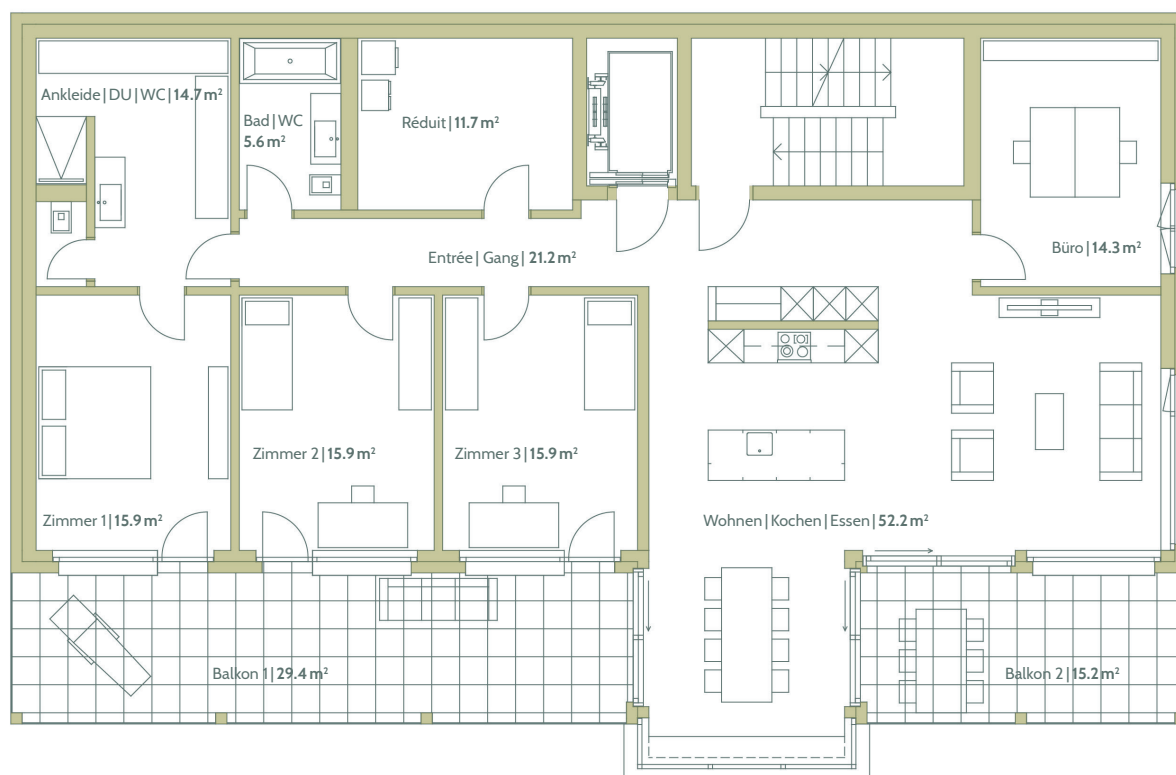 Ankleide | DU | WC | 14.7 m²
Bad | WC
5.6 m²
Réduit | 11.7 m²
Entrée | Gang | 21.2 m²
Büro | 14.3 m²
Zimmer 1 | 15.9 m²
Zimmer 2 | 15.9 m²
Zimmer 3 | 15.9 m²
Wohnen | Kochen | Essen | 52.2 m²
Balkon 1 | 29.4 m²
Balkon 2 | 15.2 m²